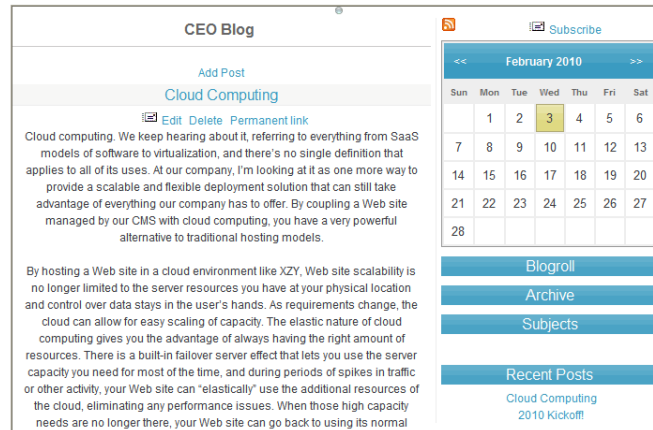 CEO Blog
Add Post
Cloud Computing
Edit Delete Permanent link
Cloud computing. We keep hearing about it, referring to everything from SaaS
models of software to virtualization, and there's no single definition that
applies to all of its uses. At our company, I'm looking at it as one more way to
provide a scalable and flexible deployment solution that can still take
advantage of everything our company has to offer. By coupling a Web site
managed by our CMS with cloud computing, you have a very powerful
alternative to traditional hosting models.
By hosting a Web site in a cloud environment like XZY, Web site scalability is
no longer limited to the server resources you have at your physical location
and control over data stays in the user's hands. As requirements change, the
cloud can allow for easy scaling of capacity. The elastic nature of cloud
computing gives you the advantage of always having the right amount of
resources. There is a built-in failover server effect that lets you use the server
capacity you need for most of the time, and during periods of spikes in traffic
or other activity, your Web site can “elastically” use the additional resources of
the cloud, eliminating any performance issues. When those high capacity
needs are no longer there, your Web site can go back to using its normal
Subscribe
<< February 2010 >>
Sun Mon Tue Wed Thu Fri Sat
1 2 3 4 5 6
7 8 9 10 11 12 13
14 15 16 17 18 19 20
21 22 23 24 25 26 27
28
Blogroll
Archive
Subjects
Recent Posts
Cloud Computing
2010 Kickoff!